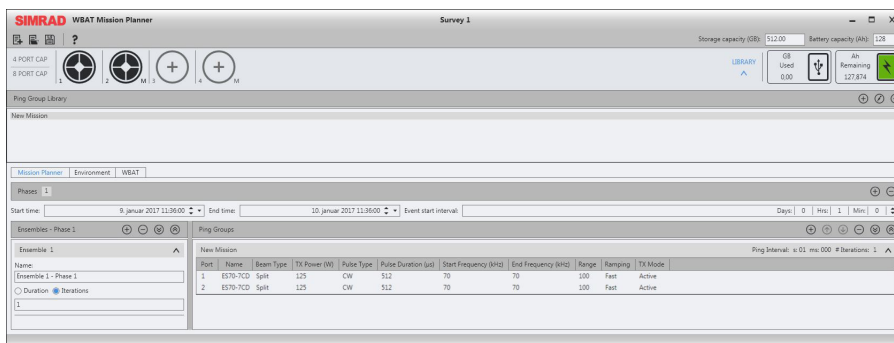 SIMRAD WBAT Mission Planner Survey 1
? Storage capacity (GB): 512.00 Battery capacity (Ah): 128
4 PORT CAP
8 PORT CAP
1 2 M 3 4 M
LIBRARY
GB Used 0,00
Ah Remaining 127,874
Ping Group Library
New Mission
Mission Planner Environment WBAT
Phases 1
Start time: 9. januar 2017 11:36:00 End time: 10. januar 2017 11:36:00 Event start interval: Days: 0 Hrs: 1 Min: 0
Ensembles - Phase 1 Ping Groups
Ensemble 1
Name:
Ensemble 1 - Phase 1
Duration Iterations
1
New Mission Ping Interval: s: 01 ms: 000 # Iterations: 1
Port Name Beam Type TX Power (W) Pulse Type Pulse Duration (µs) Start Frequency (kHz) End Frequency (kHz) Range Ramping TX Mode
1 ES70-7CD Split 125 CW 512 70 70 100 Fast Active
2 ES70-7CD Split 125 CW 512 70 70 100 Fast Active